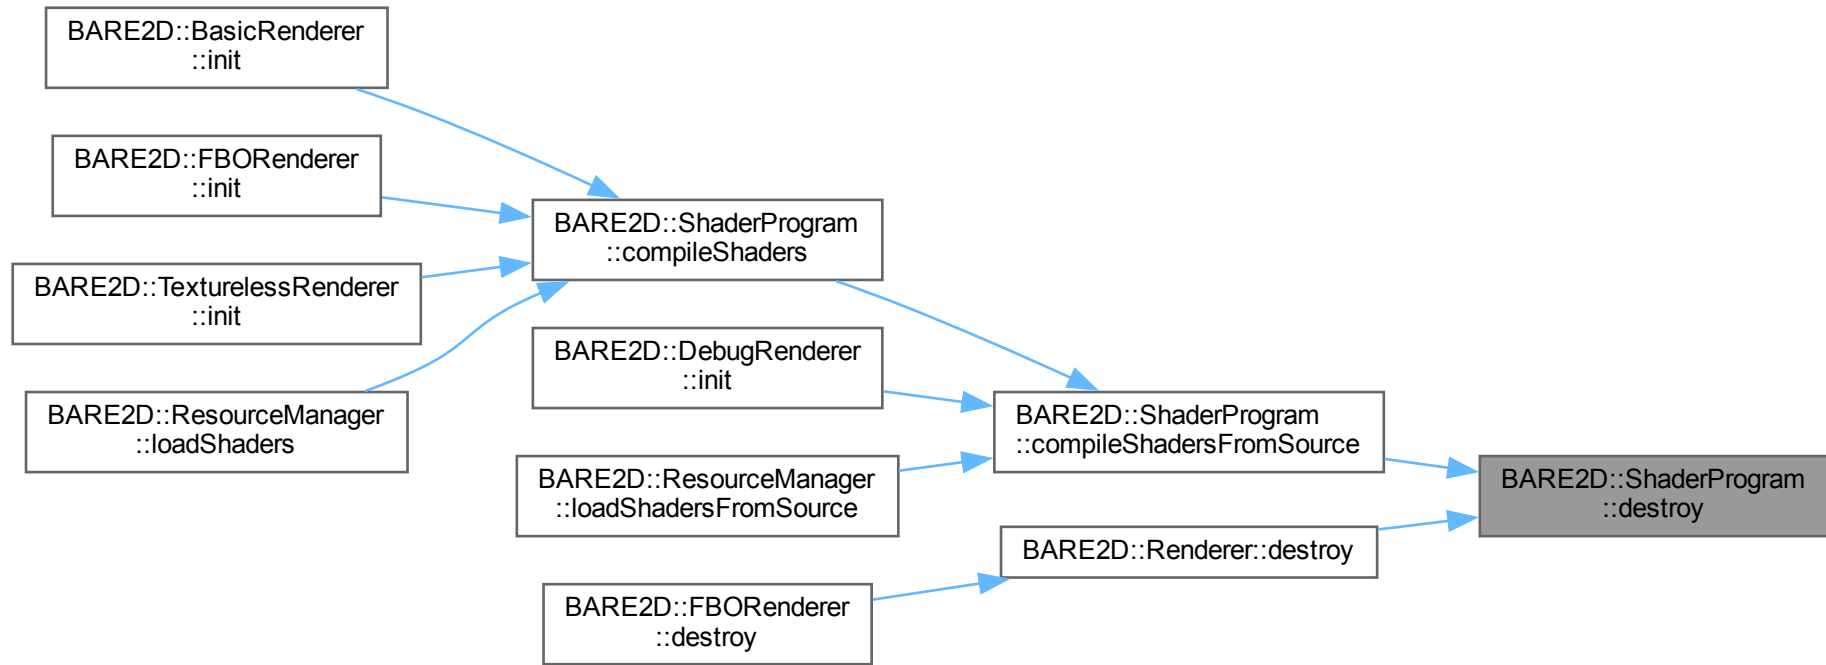 BARE2D::BasicRenderer
::init
BARE2D::FBORenderer
::init
BARE2D::TexturelessRenderer
::init
BARE2D::ResourceManager
::loadShaders
BARE2D::ShaderProgram
::compileShaders
BARE2D::DebugRenderer
::init
BARE2D::ResourceManager
::loadShadersFromSource
BARE2D::FBORenderer
::destroy
BARE2D::ShaderProgram
::compileShadersFromSource
BARE2D::Renderer::destroy
BARE2D::ShaderProgram
::destroy